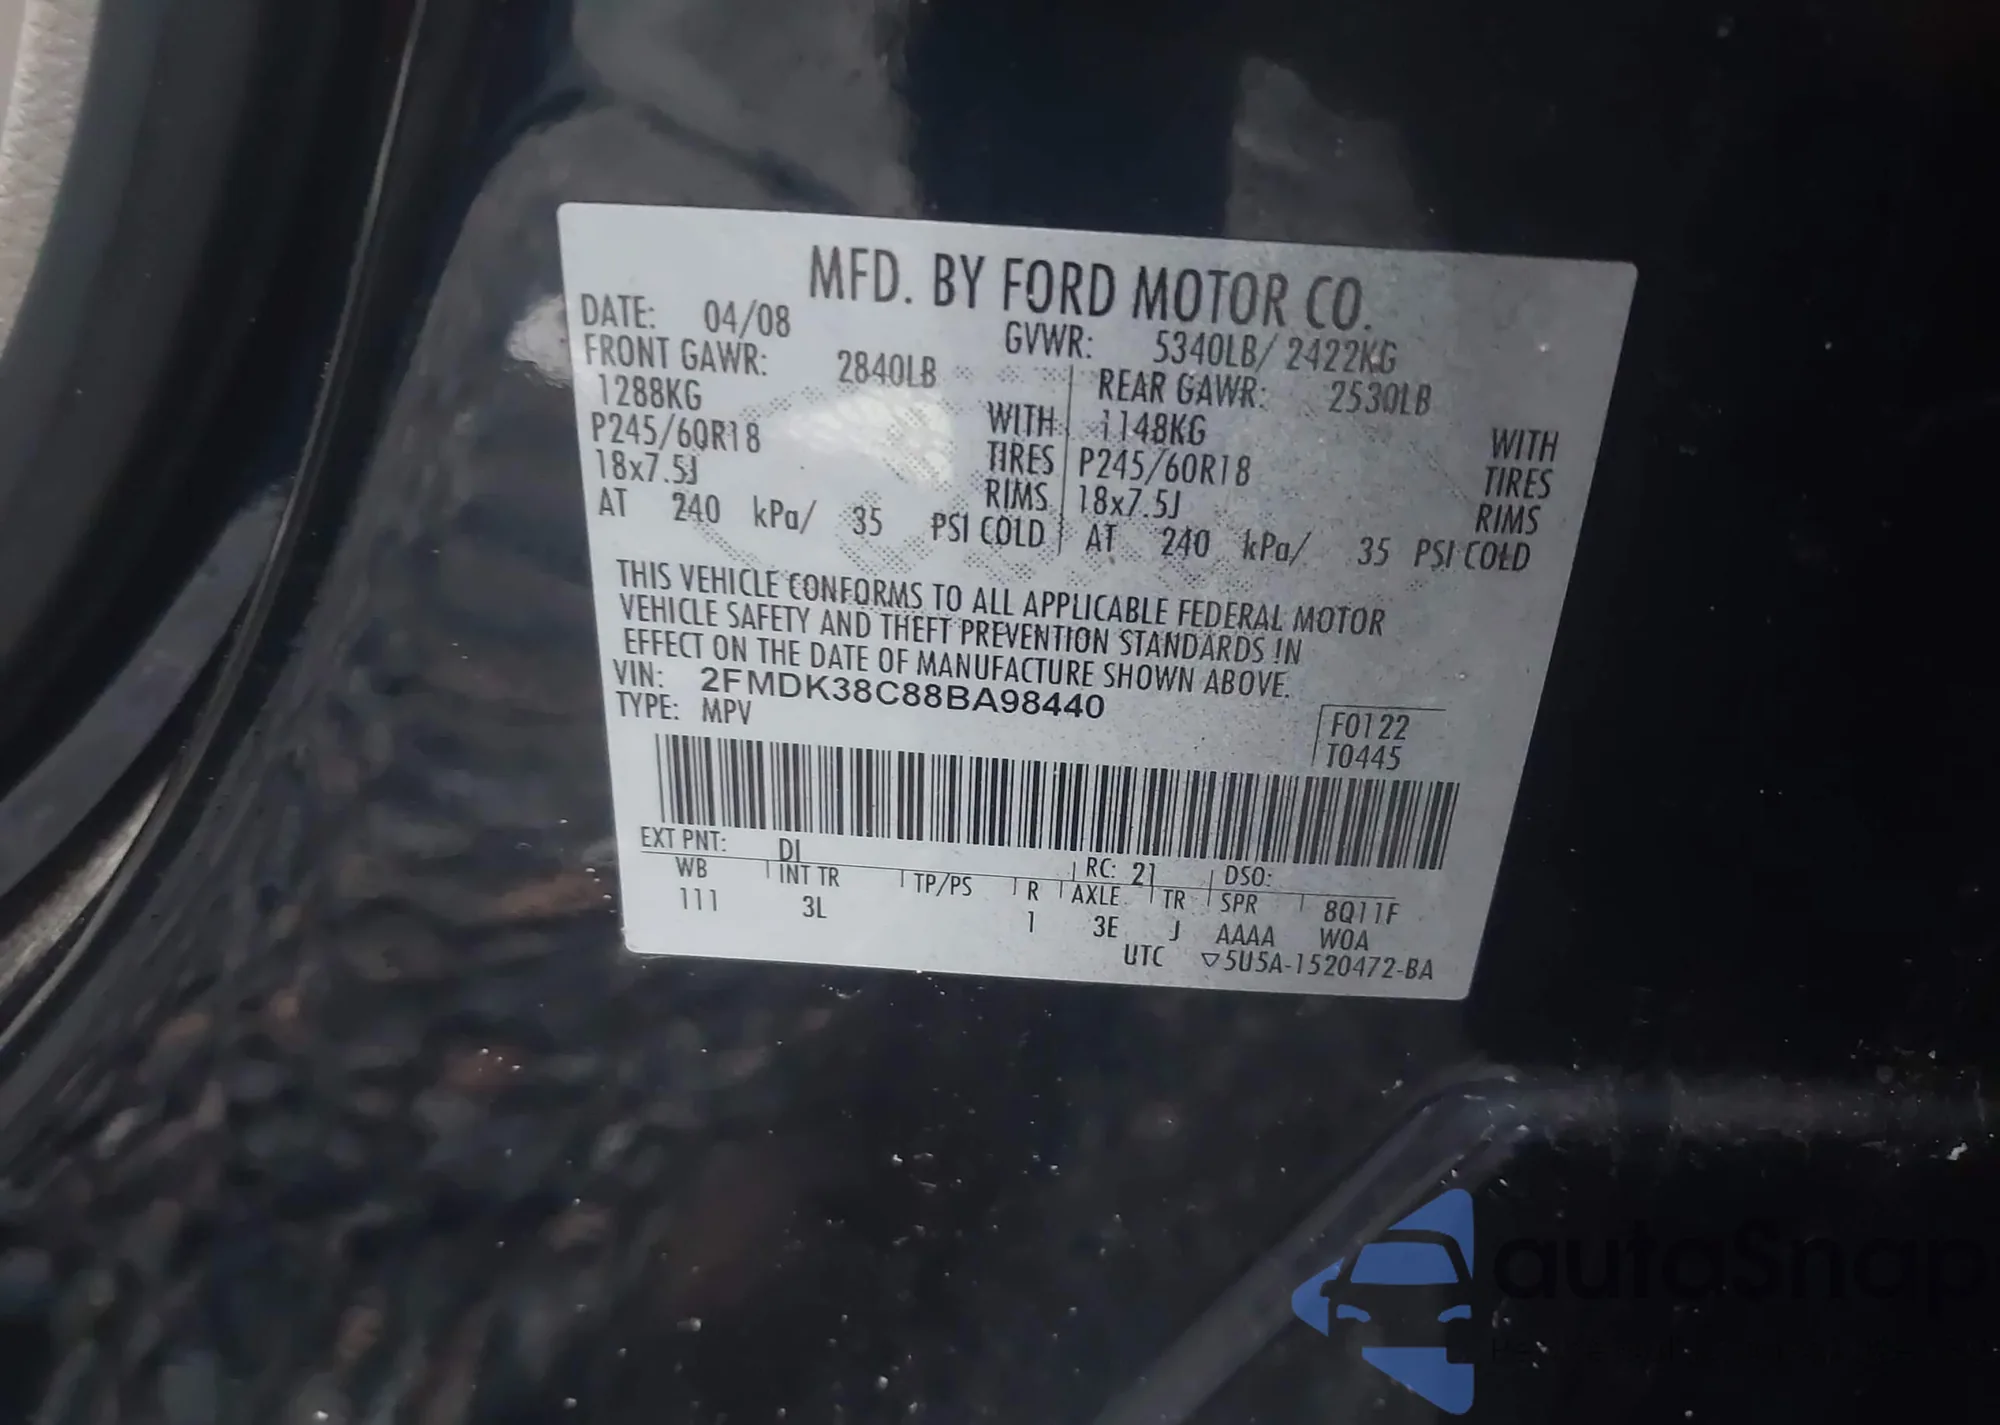 MFD. BY FORD MOTOR CO.
DATE: 04/08 GVWR: 5340LB/ 2422KG
FRONT GAWR: 2840LB REAR GAWR: 2530LB
1288KG WITH 1148KG WITH
P245/60R18 TIRES P245/60R18 TIRES
18x7.5J RIMS 18x7.5J RIMS
AT 240 kPa/ 35 PSI COLD AT 240 kPa/ 35 PSI COLD
THIS VEHICLE CONFORMS TO ALL APPLICABLE FEDERAL MOTOR
VEHICLE SAFETY AND THEFT PREVENTION STANDARDS IN
EFFECT ON THE DATE OF MANUFACTURE SHOWN ABOVE.
VIN: 2FMDK38C88BA98440
TYPE: MPV
F0122
T0445
EXT PNT: DI RC: 21 DSO:
WB INT TR TP/PS R AXLE TR SPR 8Q11F
111 3L 1 3E J AAAA W0A
UTC ▽5U5A-1520472-BA
autoSnap